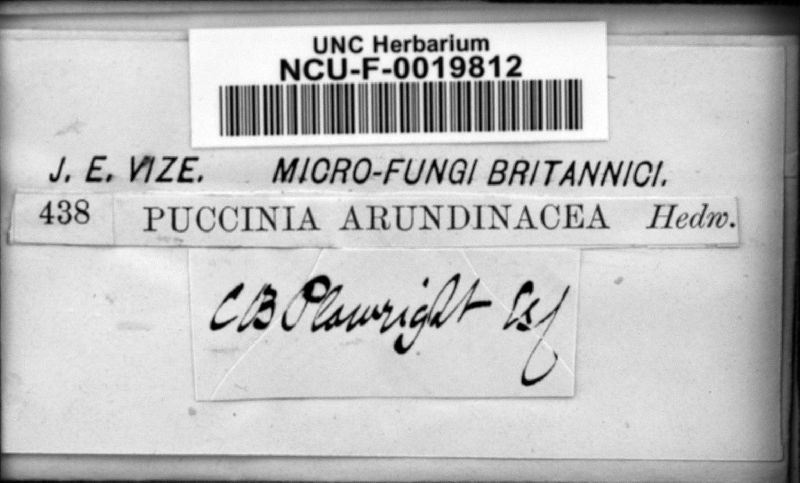 UNC Herbarium
NCU-F-0019812
J. E. VIZE. MICRO-FUNGI BRITANNICI.
438 PUCCINIA ARUNDINACEA Hedw.
C B Plowright Esq